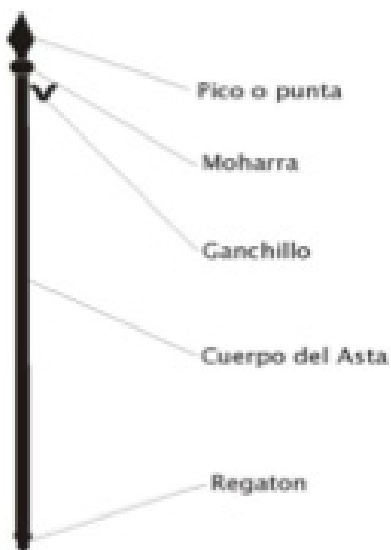 Pico o punta
Moharra
Ganchillo
Cuerpo del Asta
Regaton